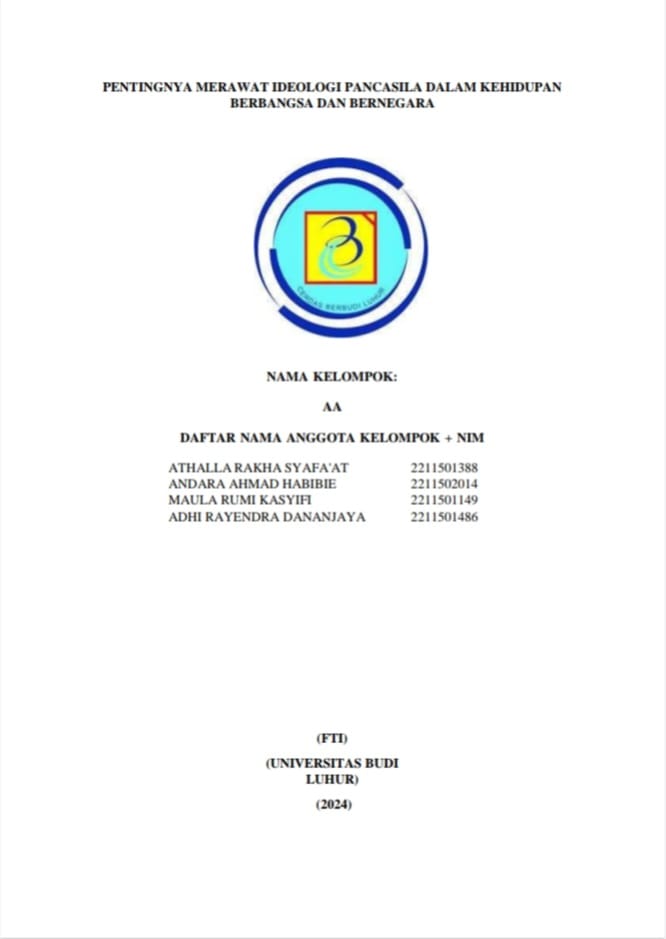 PENTINGNYA MERAWAT IDEOLOGI PANCASILA DALAM KEHIDUPAN
BERBANGSA DAN BERNEGARA
CERDAS BERBUDI LUHUR
NAMA KELOMPOK:
AA
DAFTAR NAMA ANGGOTA KELOMPOK + NIM
ATHALLA RAKHA SYAFA'AT 2211501388
ANDARA AHMAD HABIBIE 2211502014
MAULA RUMI KASYIFI 2211501149
ADHI RAYENDRA DANANJAYA 2211501486
(FTI)
(UNIVERSITAS BUDI
LUHUR)
(2024)